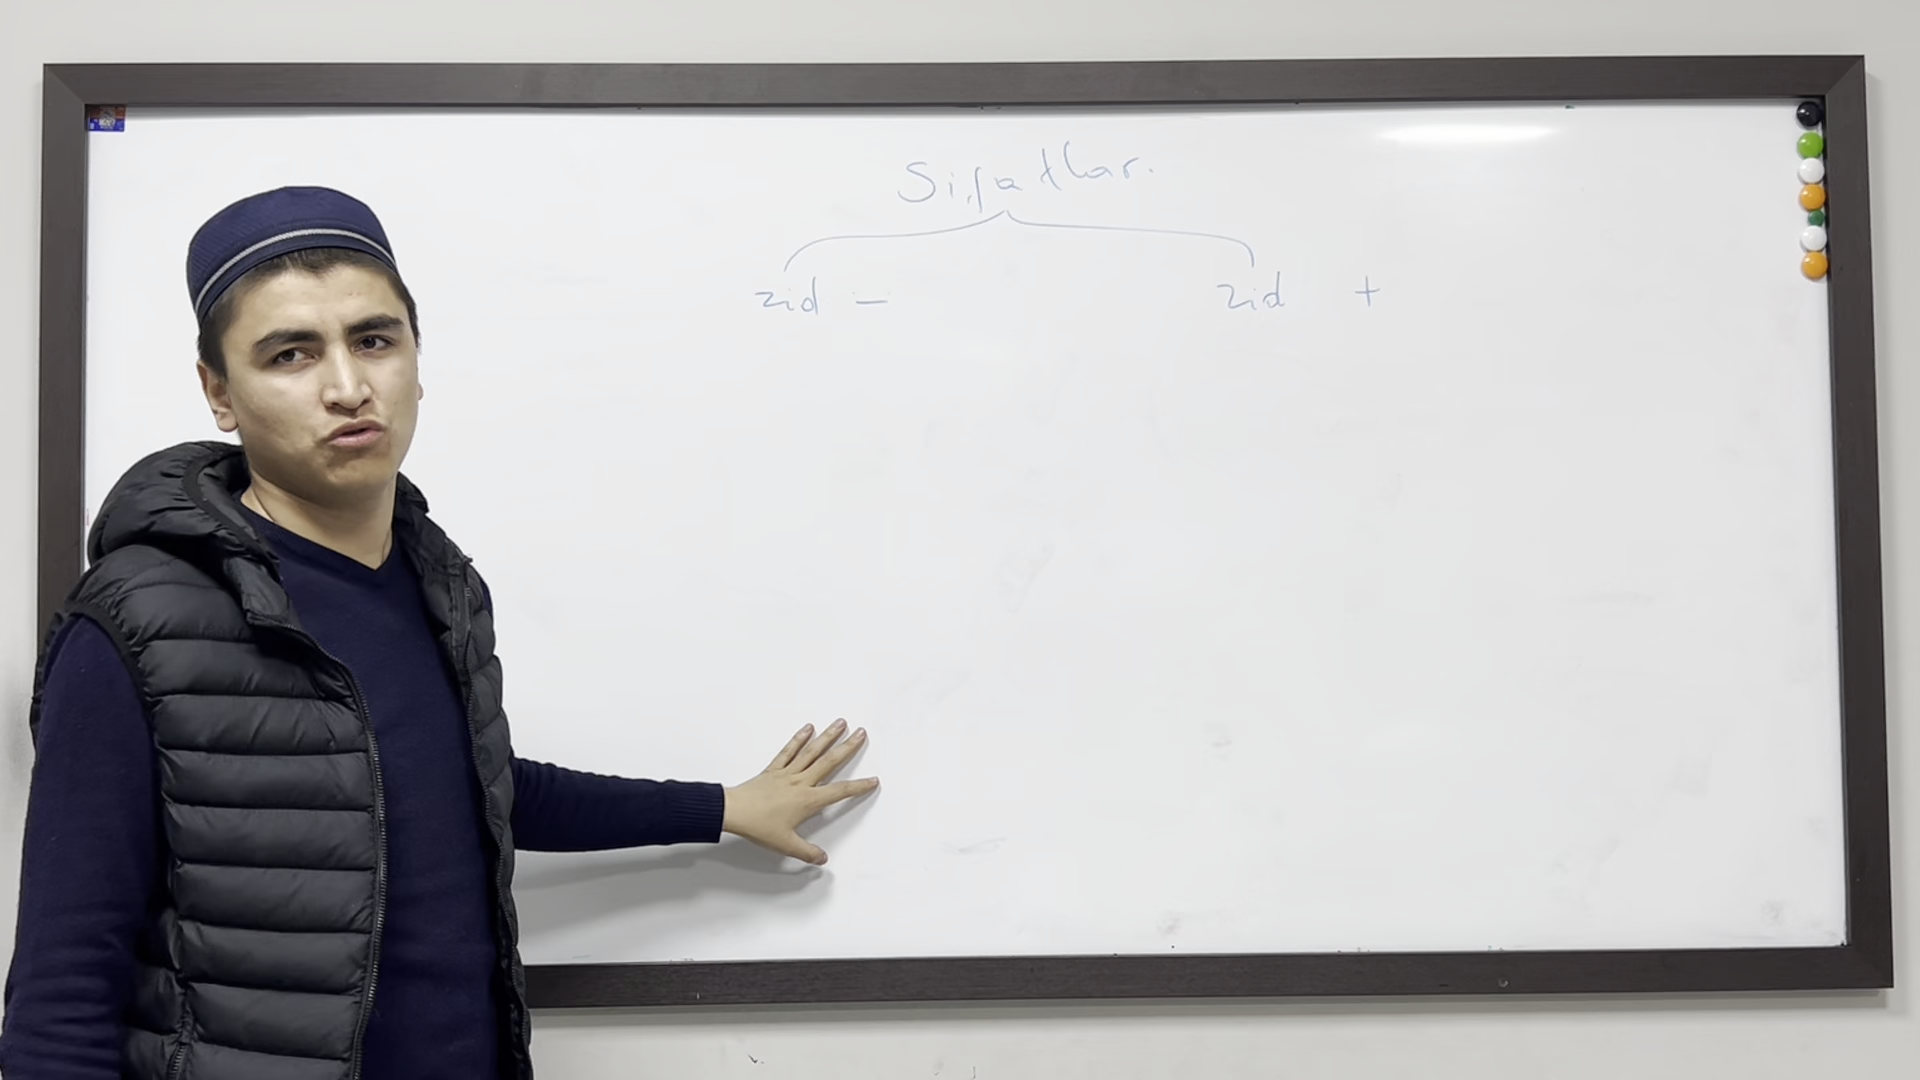 Sifatlar.
zid – zid +